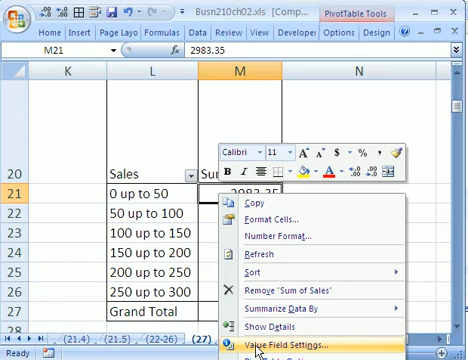 Busn210ch02.xls [Comp... PivotTable Tools
Home Insert Page Layo Formulas Data Review View Developer Options Design
M21 2983.35
K L M N
Calibri 11 A A $ % ,
B I A
20 Sales Sum
21 0 up to 50 2983.35
22 50 up to 100
23 100 up to 150
24 150 up to 200
25 200 up to 250
26 250 up to 300
27 Grand Total
28
Copy
Format Cells...
Number Format...
Refresh
Sort
Remove "Sum of Sales"
Summarize Data By
Show Details
Value Field Settings...
(21.4) (21.5) (22-26) (27)
Ready